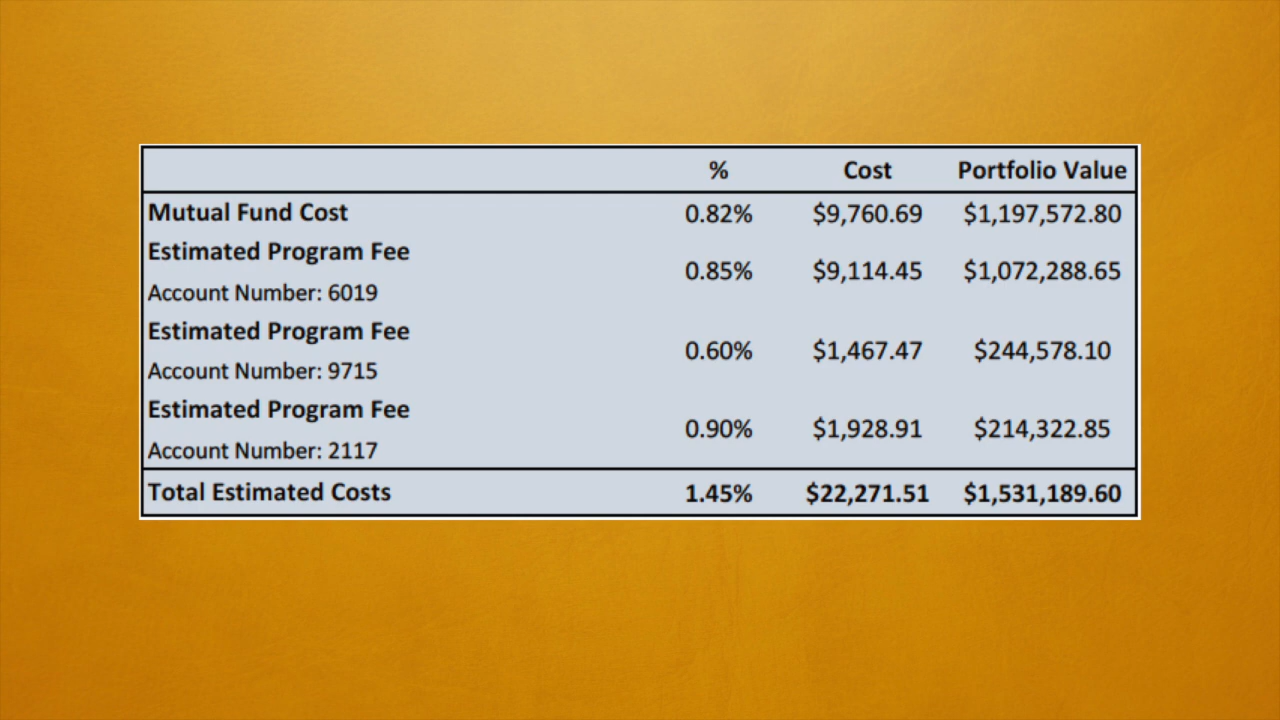 % Cost Portfolio Value
Mutual Fund Cost 0.82% $9,760.69 $1,197,572.80
Estimated Program Fee
0.85% $9,114.45 $1,072,288.65
Account Number: 6019
Estimated Program Fee
0.60% $1,467.47 $244,578.10
Account Number: 9715
Estimated Program Fee
0.90% $1,928.91 $214,322.85
Account Number: 2117
Total Estimated Costs 1.45% $22,271.51 $1,531,189.60